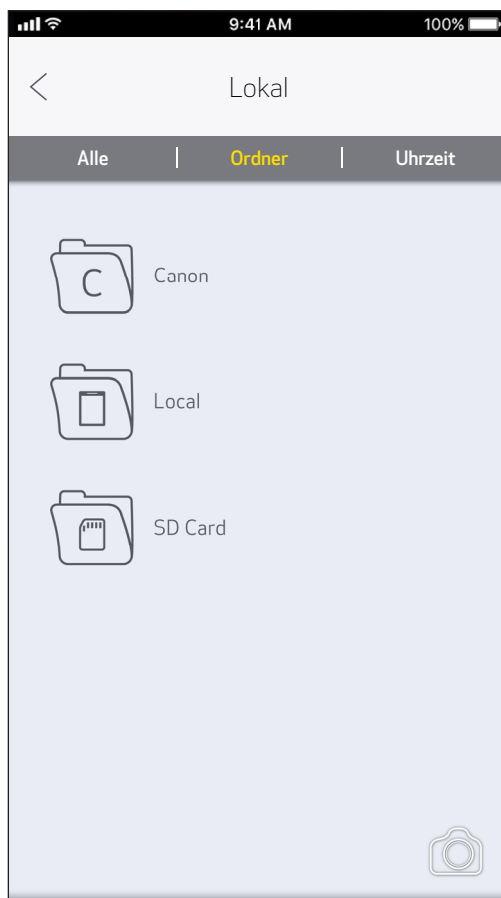 9:41 AM 100%
Lokal
Alle | Ordner | Uhrzeit
C Canon
Local
SD Card